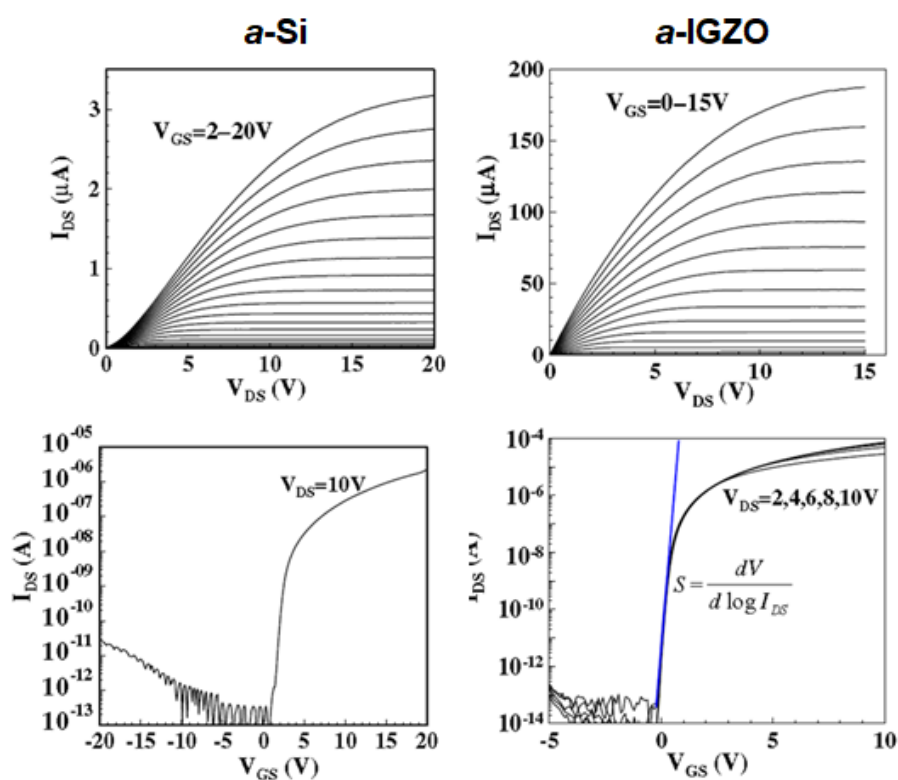 a-Si
a-IGZO
3
2
1
0
I_DS (μA)
V_GS=2–20V
0 5 10 15 20
V_DS (V)
200
150
100
50
0
I_DS (μA)
V_GS=0–15V
0 5 10 15
V_DS (V)
10^-05
10^-06
10^-07
10^-08
10^-09
10^-10
10^-11
10^-12
10^-13
I_DS (A)
V_DS=10V
-20 -15 -10 -5 0 5 10 15 20
V_GS (V)
10^-4
10^-6
10^-8
10^-10
10^-12
10^-14
V_DS=2,4,6,8,10V
S = dV / d log I_DS
-5 0 5 10
V_GS (V)